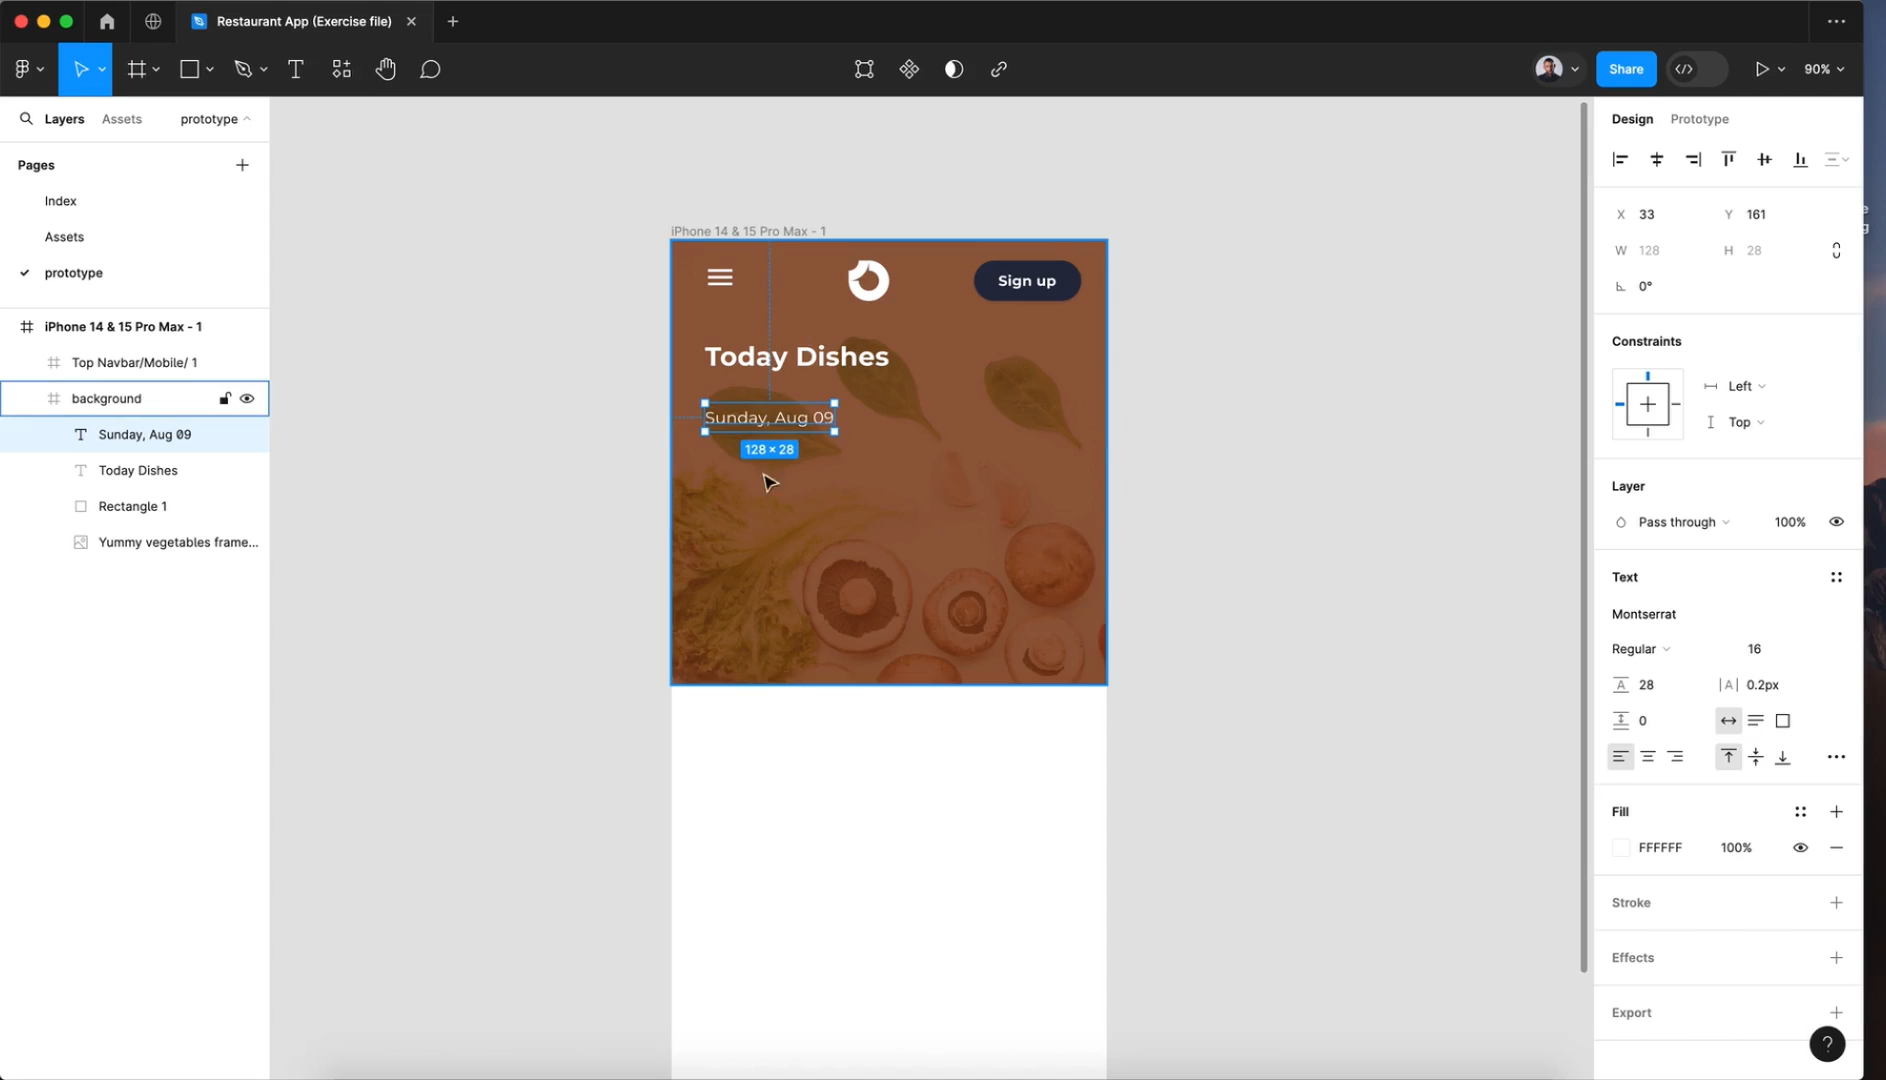 Restaurant App (Exercise file)
Share
90%
Layers
Assets
prototype
Design
Prototype
Pages
Index
Assets
prototype
iPhone 14 & 15 Pro Max - 1
Top Navbar/Mobile/ 1
background
Sunday, Aug 09
Today Dishes
Rectangle 1
Yummy vegetables frame...
iPhone 14 & 15 Pro Max - 1
Sign up
Today Dishes
Sunday, Aug 09
128 × 28
X 33
Y 161
W 128
H 28
0°
Constraints
Left
Top
Layer
Pass through
100%
Text
Montserrat
Regular
16
28
0.2px
0
Fill
FFFFFF
100%
Stroke
Effects
Export
?